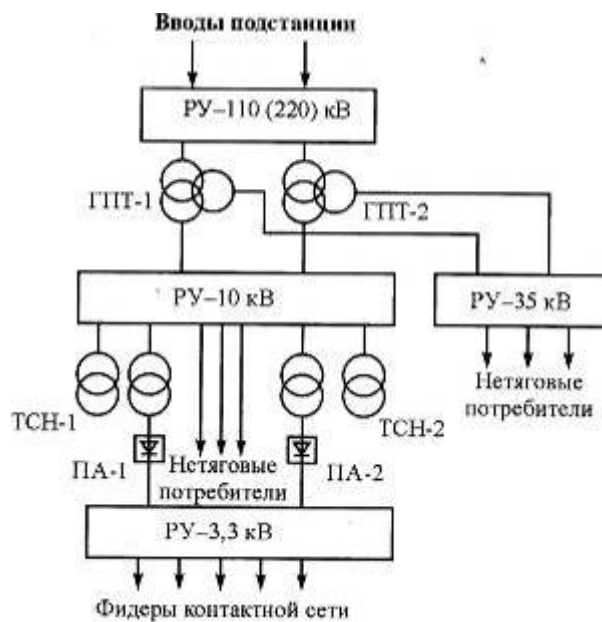 Вводы подстанции
РУ–110 (220) кВ
ГПТ-1
ГПТ-2
РУ–10 кВ
РУ–35 кВ
Нетяговые
потребители
ТСН-1
ТСН-2
ПА-1
Нетяговые
потребители
ПА-2
РУ–3,3 кВ
Фидеры контактной сети